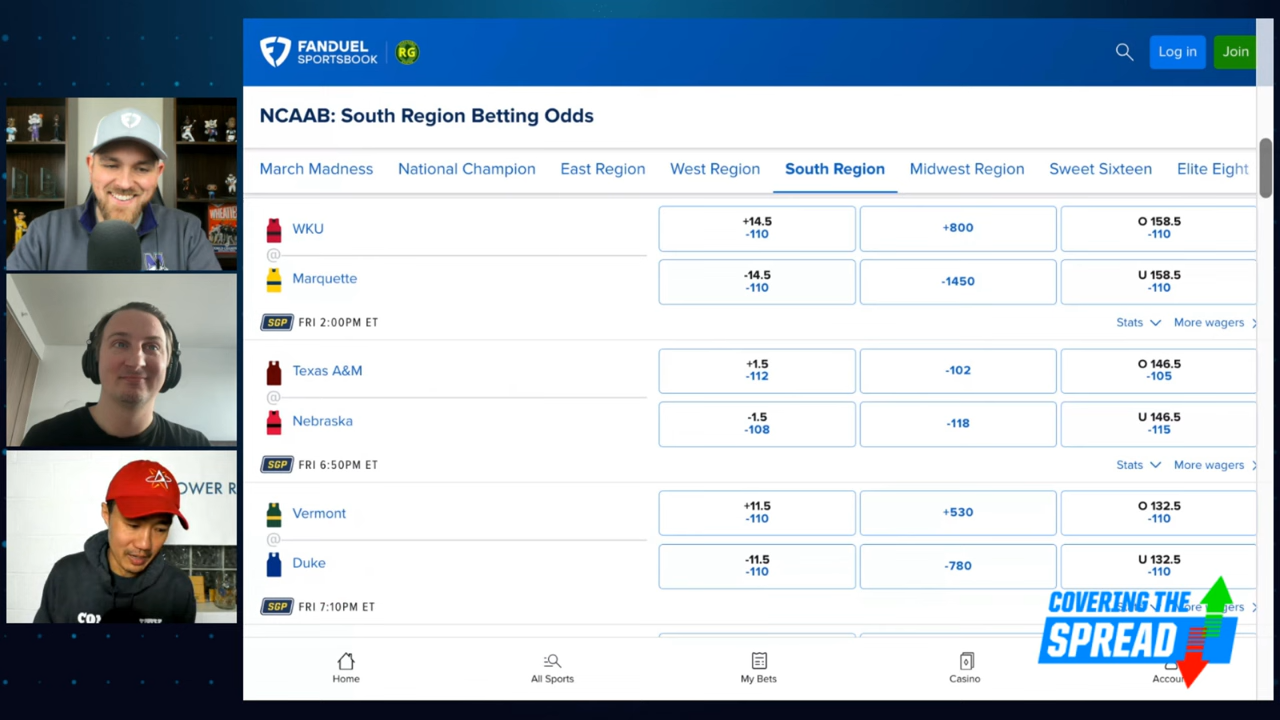 FANDUEL
SPORTSBOOK
RG
Log in
Join
NCAAB: South Region Betting Odds
March Madness National Champion East Region West Region South Region Midwest Region Sweet Sixteen Elite Eight
WKU
+14.5
-110
+800
O 158.5
-110
@
Marquette
-14.5
-110
-1450
U 158.5
-110
SGP FRI 2:00PM ET
Stats More wagers
Texas A&M
+1.5
-112
-102
O 146.5
-105
@
Nebraska
-1.5
-108
-118
U 146.5
-115
SGP FRI 6:50PM ET
Stats More wagers
Vermont
+11.5
-110
+530
O 132.5
-110
@
Duke
-11.5
-110
-780
U 132.5
-110
SGP FRI 7:10PM ET
COVERING THE
SPREAD
Home
All Sports
My Bets
Casino
Accou
WHEATIES
OWER R